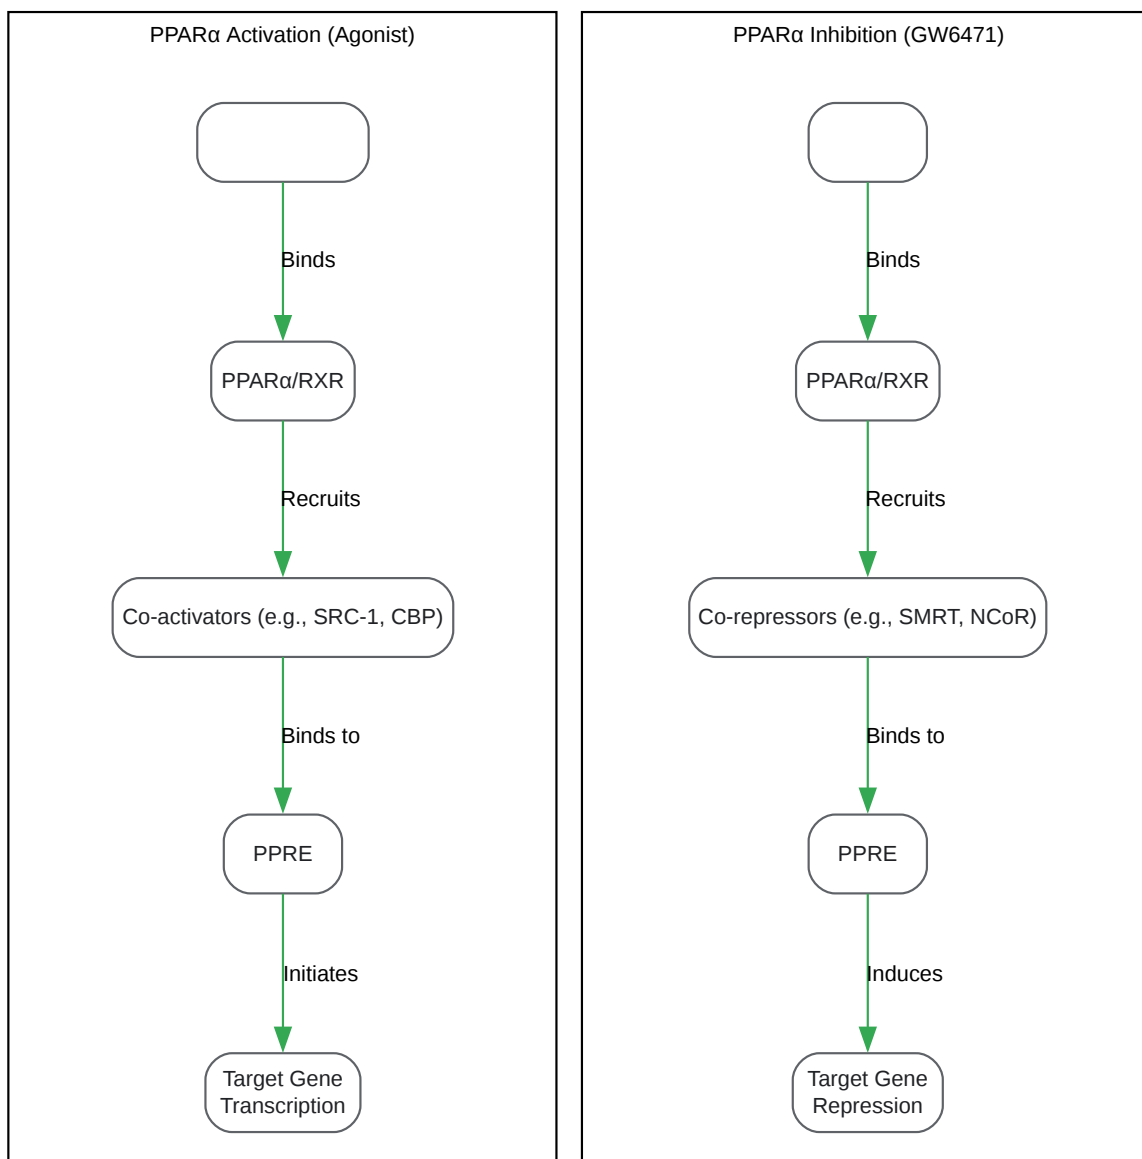 PPARα Activation (Agonist)
Binds
PPARα/RXR
Recruits
Co-activators (e.g., SRC-1, CBP)
Binds to
PPRE
Initiates
Target Gene
Transcription
PPARα Inhibition (GW6471)
Binds
PPARα/RXR
Recruits
Co-repressors (e.g., SMRT, NCoR)
Binds to
PPRE
Induces
Target Gene
Repression